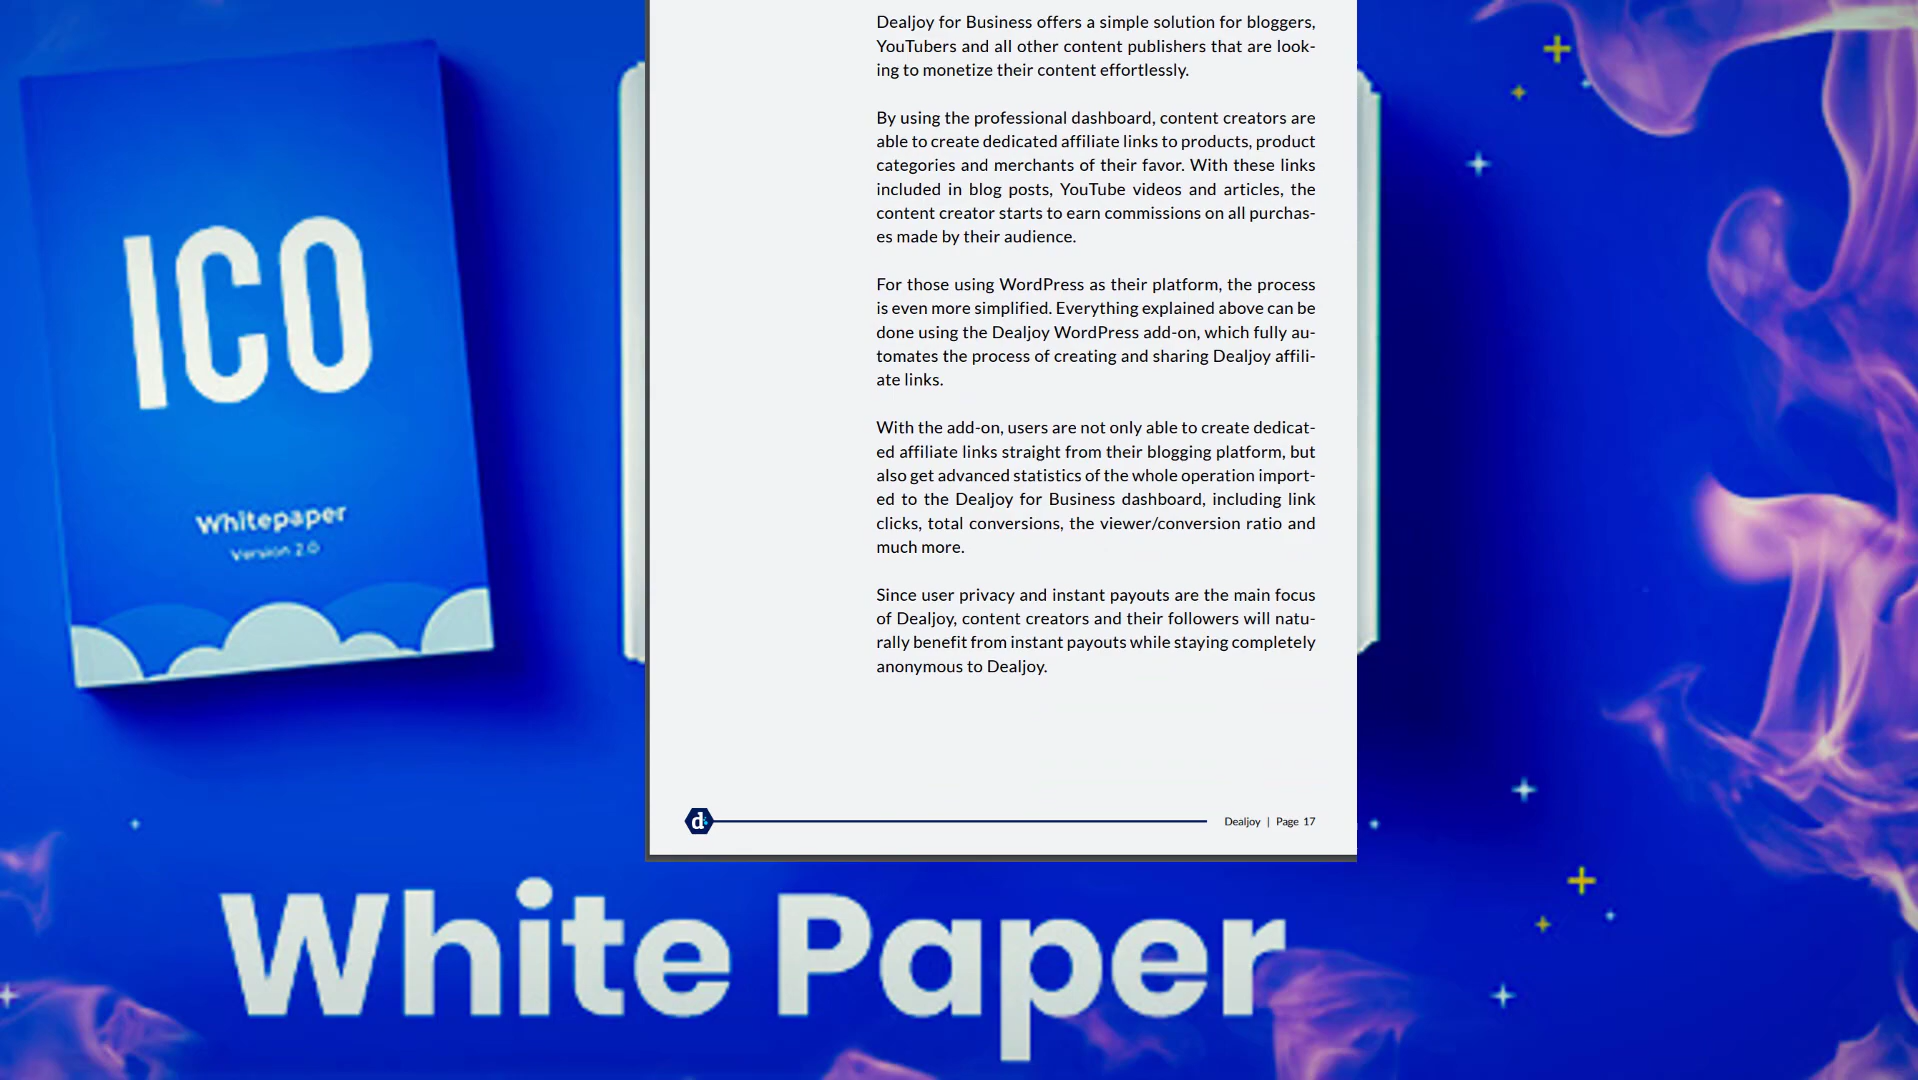 Dealjoy for Business offers a simple solution for bloggers,
YouTubers and all other content publishers that are look-
ing to monetize their content effortlessly.
By using the professional dashboard, content creators are
able to create dedicated affiliate links to products, product
categories and merchants of their favor. With these links
included in blog posts, YouTube videos and articles, the
content creator starts to earn commissions on all purchas-
es made by their audience.
For those using WordPress as their platform, the process
is even more simplified. Everything explained above can be
done using the Dealjoy WordPress add-on, which fully au-
tomates the process of creating and sharing Dealjoy affili-
ate links.
With the add-on, users are not only able to create dedicat-
ed affiliate links straight from their blogging platform, but
also get advanced statistics of the whole operation import-
ed to the Dealjoy for Business dashboard, including link
clicks, total conversions, the viewer/conversion ratio and
much more.
Since user privacy and instant payouts are the main focus
of Dealjoy, content creators and their followers will natu-
rally benefit from instant payouts while staying completely
anonymous to Dealjoy.
d
Dealjoy | Page 17
ICO
Whitepaper
Version 2.0
White Paper